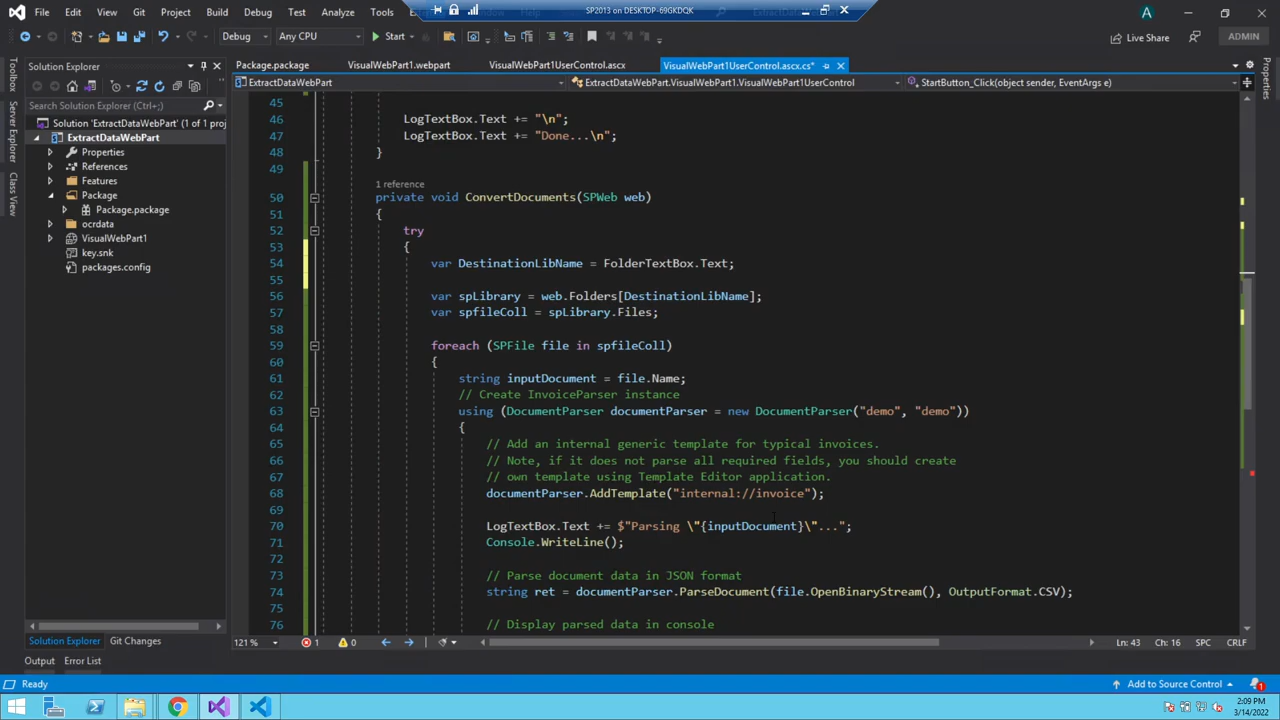 SP2013 on DESKTOP-69GKDQK
File Edit View Git Project Build Debug Test Analyze Tools
A
Debug Any CPU Start Live Share ADMIN
Toolbox
Server Explorer
Class View
Properties
Solution Explorer
Search Solution Explorer (Ctrl+;)
Solution 'ExtractDataWebPart' (1 of 1 proj
ExtractDataWebPart
Properties
References
Features
Package
Package.package
ocrdata
VisualWebPart1
key.snk
packages.config
Solution Explorer Git Changes
Package.package VisualWebPart1.webpart VisualWebPart1UserControl.ascx VisualWebPart1UserControl.ascx.cs*
ExtractDataWebPart ExtractDataWebPart.VisualWebPart1.VisualWebPart1UserControl StartButton_Click(object sender, EventArgs e)
45
46 LogTextBox.Text += "\n";
47 LogTextBox.Text += "Done...\n";
48 }
49
1 reference
50 private void ConvertDocuments(SPWeb web)
51 {
52 try
53 {
54 var DestinationLibName = FolderTextBox.Text;
55
56 var spLibrary = web.Folders[DestinationLibName];
57 var spfileColl = spLibrary.Files;
58
59 foreach (SPFile file in spfileColl)
60 {
61 string inputDocument = file.Name;
62 // Create InvoiceParser instance
63 using (DocumentParser documentParser = new DocumentParser("demo", "demo"))
64 {
65 // Add an internal generic template for typical invoices.
66 // Note, if it does not parse all required fields, you should create
67 // own template using Template Editor application.
68 documentParser.AddTemplate("internal://invoice");
69
70 LogTextBox.Text += $"Parsing \"{inputDocument}\"...";
71 Console.WriteLine();
72
73 // Parse document data in JSON format
74 string ret = documentParser.ParseDocument(file.OpenBinaryStream(), OutputFormat.CSV);
75
76 // Display parsed data in console
121 % 1 0 Ln: 43 Ch: 16 SPC CRLF
Output Error List
Ready Add to Source Control 1
2:09 PM
3/14/2022